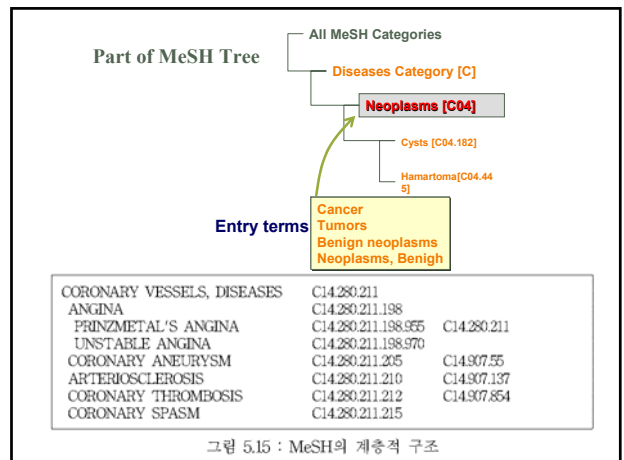 Part of MeSH Tree
All MeSH Categories
Diseases Category [C]
Neoplasms [C04]
Cysts [C04.182]
Hamartoma[C04.44
5]
Entry terms
Cancer
Tumors
Benign neoplasms
Neoplasms, Benigh
CORONARY VESSELS, DISEASES C14.280.211
ANGINA C14.280.211.198
PRINZMETAL'S ANGINA C14.280.211.198.955 C14.280.211
UNSTABLE ANGINA C14.280.211.198.970
CORONARY ANEURYSM C14.280.211.205 C14.907.55
ARTERIOSCLEROSIS C14.280.211.210 C14.907.137
CORONARY THROMBOSIS C14.280.211.212 C14.907.854
CORONARY SPASM C14.280.211.215
그림 5.15 : MeSH의 계층적 구조